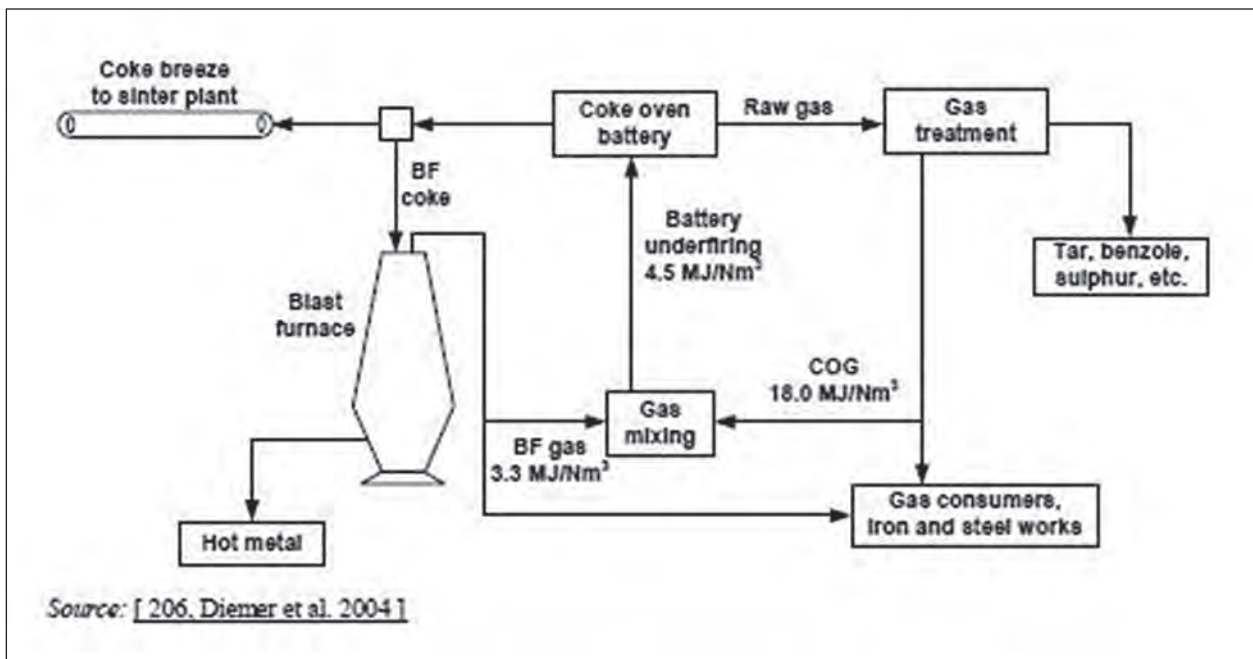 Coke breeze
to sinter plant
Coke oven
battery
Raw gas
Gas
treatment
BF
coke
Battery
underfiring
4.5 MJ/Nm³
Tar, benzole,
sulphur, etc.
Blast
furnace
COG
18.0 MJ/Nm³
Gas
mixing
BF gas
3.3 MJ/Nm³
Gas consumers,
iron and steel works
Hot metal
Source: [ 206, Diemer et al. 2004 ]